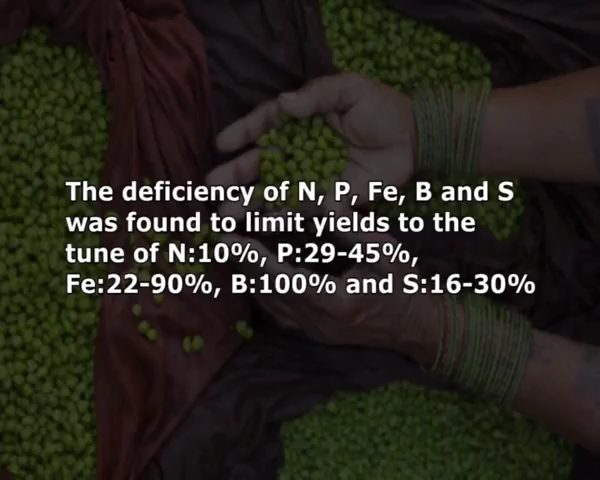 The deficiency of N, P, Fe, B and S
was found to limit yields to the
tune of N:10%, P:29-45%,
Fe:22-90%, B:100% and S:16-30%